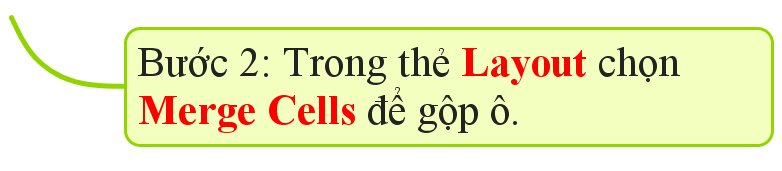 Bước 2: Trong thẻ Layout chọn
Merge Cells để gộp ô.